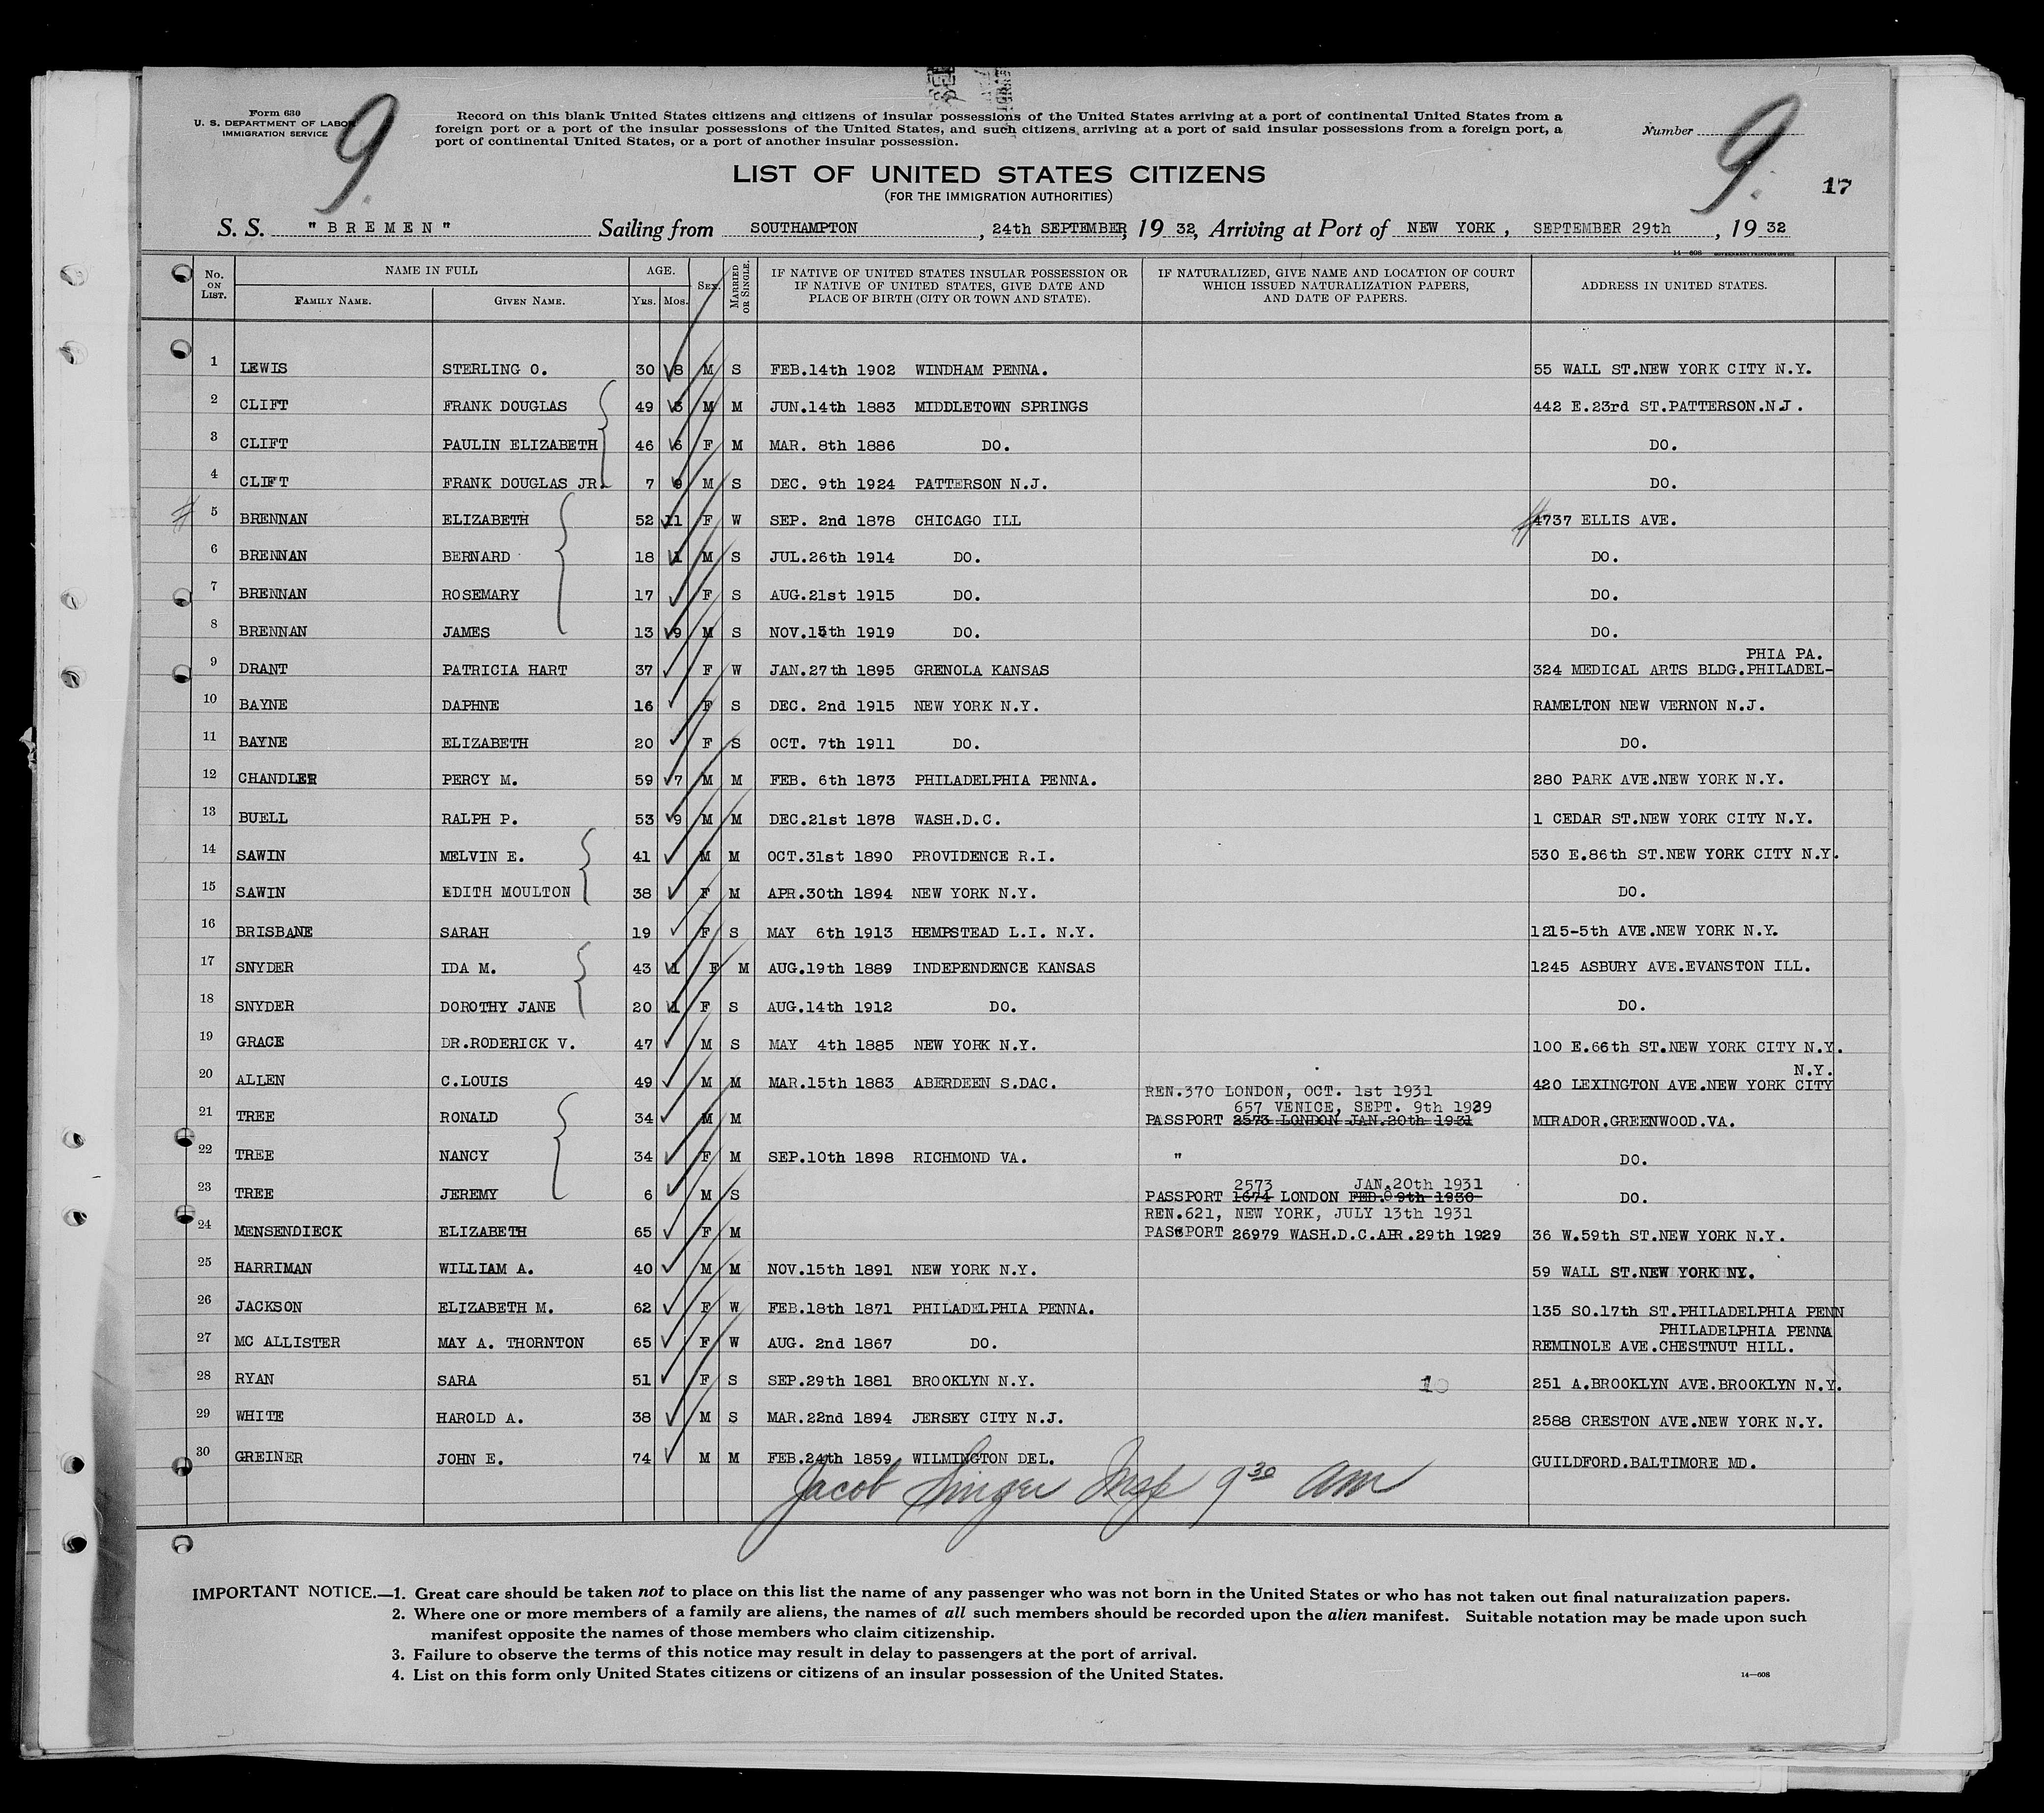 Form 630
U. S. DEPARTMENT OF LABOR
IMMIGRATION SERVICE
9.
Record on this blank United States citizens and citizens of insular possessions of the United States arriving at a port of continental United States from a
foreign port or a port of the insular possessions of the United States, and such citizens arriving at a port of said insular possessions from a foreign port, a
port of continental United States, or a port of another insular possession.
Number
9.
17
LIST OF UNITED STATES CITIZENS
(FOR THE IMMIGRATION AUTHORITIES)
S. S. "BREMEN" Sailing from SOUTHAMPTON, 24th SEPTEMBER, 1932, Arriving at Port of NEW YORK, SEPTEMBER 29th, 1932
14—608 GOVERNMENT PRINTING OFFICE
No. ON LIST. NAME IN FULL FAMILY NAME. GIVEN NAME. AGE. YRS. MOS. SEX. MARRIED OR SINGLE. IF NATIVE OF UNITED STATES INSULAR POSSESSION OR IF NATIVE OF UNITED STATES, GIVE DATE AND PLACE OF BIRTH (CITY OR TOWN AND STATE). IF NATURALIZED, GIVE NAME AND LOCATION OF COURT WHICH ISSUED NATURALIZATION PAPERS, AND DATE OF PAPERS. ADDRESS IN UNITED STATES.
1 LEWIS STERLING O. 30 8 M S FEB.14th 1902 WINDHAM PENNA. 55 WALL ST.NEW YORK CITY N.Y.
2 CLIFT FRANK DOUGLAS 49 3 M M JUN.14th 1883 MIDDLETOWN SPRINGS 442 E.23rd ST.PATTERSON.N.J.
3 CLIFT PAULIN ELIZABETH 46 6 F M MAR. 8th 1886 DO. DO.
4 CLIFT FRANK DOUGLAS JR. 7 9 M S DEC. 9th 1924 PATTERSON N.J. DO.
5 BRENNAN ELIZABETH 52 11 F W SEP. 2nd 1878 CHICAGO ILL 4737 ELLIS AVE.
6 BRENNAN BERNARD 18 1 M S JUL.26th 1914 DO. DO.
7 BRENNAN ROSEMARY 17 F S AUG.21st 1915 DO. DO.
8 BRENNAN JAMES 13 9 M S NOV.15th 1919 DO. DO.
PHIA PA.
9 DRANT PATRICIA HART 37 F W JAN.27th 1895 GRENOLA KANSAS 324 MEDICAL ARTS BLDG.PHILADEL-
10 BAYNE DAPHNE 16 F S DEC. 2nd 1915 NEW YORK N.Y. RAMELTON NEW VERNON N.J.
11 BAYNE ELIZABETH 20 F S OCT. 7th 1911 DO. DO.
12 CHANDLER PERCY M. 59 7 M M FEB. 6th 1873 PHILADELPHIA PENNA. 280 PARK AVE.NEW YORK N.Y.
13 BUELL RALPH P. 53 9 M M DEC.21st 1878 WASH.D.C. 1 CEDAR ST.NEW YORK CITY N.Y.
14 SAWIN MELVIN E. 41 M M OCT.31st 1890 PROVIDENCE R.I. 530 E.86th ST.NEW YORK CITY N.Y.
15 SAWIN EDITH MOULTON 38 F M APR.30th 1894 NEW YORK N.Y. DO.
16 BRISBANE SARAH 19 F S MAY 6th 1913 HEMPSTEAD L.I. N.Y. 1215-5th AVE.NEW YORK N.Y.
17 SNYDER IDA M. 43 1 F M AUG.19th 1889 INDEPENDENCE KANSAS 1245 ASBURY AVE.EVANSTON ILL.
18 SNYDER DOROTHY JANE 20 1 F S AUG.14th 1912 DO. DO.
19 GRACE DR.RODERICK V. 47 M S MAY 4th 1885 NEW YORK N.Y. 100 E.66th ST.NEW YORK CITY N.Y.
N.Y.
20 ALLEN C.LOUIS 49 M M MAR.15th 1883 ABERDEEN S.DAC. 420 LEXINGTON AVE.NEW YORK CITY
REN.370 LONDON, OCT. 1st 1931
657 VENICE, SEPT. 9th 1929
21 TREE RONALD 34 M M PASSPORT 2573 LONDON JAN.20th 1931 MIRADOR.GREENWOOD.VA.
22 TREE NANCY 34 F M SEP.10th 1898 RICHMOND VA. " DO.
2573 JAN.20th 1931
23 TREE JEREMY 6 M S PASSPORT 1674 LONDON FEB. 9th 1930 DO.
REN.621, NEW YORK, JULY 13th 1931
24 MENSENDIECK ELIZABETH 65 F M PASSPORT 26979 WASH.D.C.APR.29th 1929 36 W.59th ST.NEW YORK N.Y.
25 HARRIMAN WILLIAM A. 40 M M NOV.15th 1891 NEW YORK N.Y. 59 WALL ST.NEW YORK NY.
26 JACKSON ELIZABETH M. 62 F W FEB.18th 1871 PHILADELPHIA PENNA. 135 SO.17th ST.PHILADELPHIA PENN
PHILADELPHIA PENNA
27 MC ALLISTER MAY A. THORNTON 65 F W AUG. 2nd 1867 DO. REMINOLE AVE.CHESTNUT HILL.
28 RYAN SARA 51 F S SEP.29th 1881 BROOKLYN N.Y. 10 251 A.BROOKLYN AVE.BROOKLYN N.Y.
29 WHITE HAROLD A. 38 M S MAR.22nd 1894 JERSEY CITY N.J. 2588 CRESTON AVE.NEW YORK N.Y.
30 GREINER JOHN E. 74 M M FEB.24th 1859 WILMINGTON DEL. GUILDFORD.BALTIMORE MD.
Jacob Singer Insp 9 30 am
IMPORTANT NOTICE.—1. Great care should be taken not to place on this list the name of any passenger who was not born in the United States or who has not taken out final naturalization papers.
2. Where one or more members of a family are aliens, the names of all such members should be recorded upon the alien manifest. Suitable notation may be made upon such
manifest opposite the names of those members who claim citizenship.
3. Failure to observe the terms of this notice may result in delay to passengers at the port of arrival.
4. List on this form only United States citizens or citizens of an insular possession of the United States.
14—608